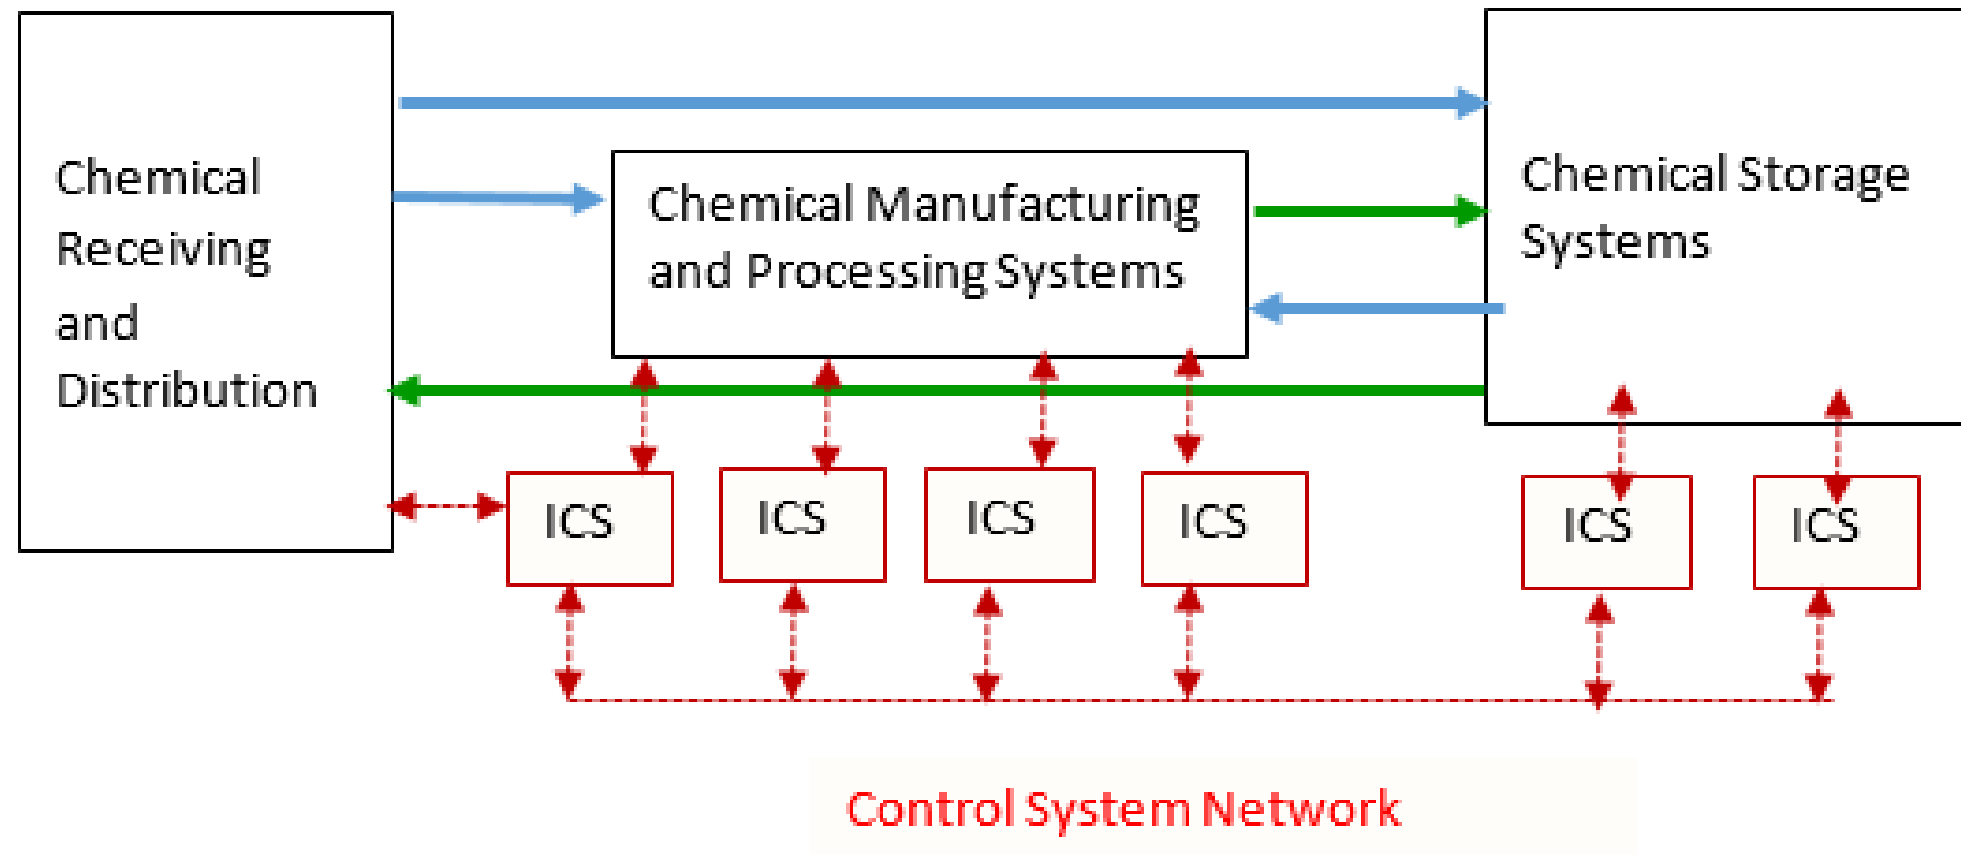 Chemical
Receiving
and
Distribution
Chemical Manufacturing
and Processing Systems
Chemical Storage
Systems
ICS
ICS
ICS
ICS
ICS
ICS
Control System Network